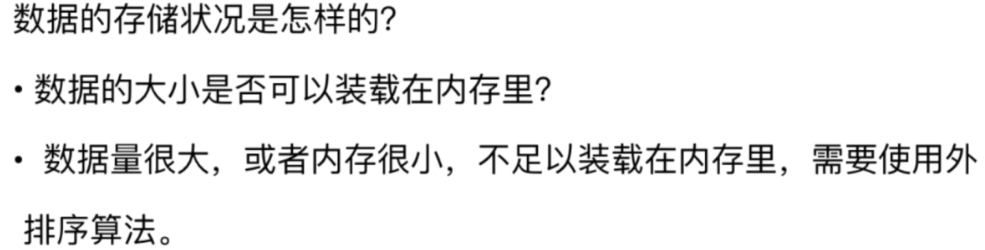 数据的存储状况是怎样的?
• 数据的大小是否可以装载在内存里?
• 数据量很大，或者内存很小，不足以装载在内存里，需要使用外
排序算法。